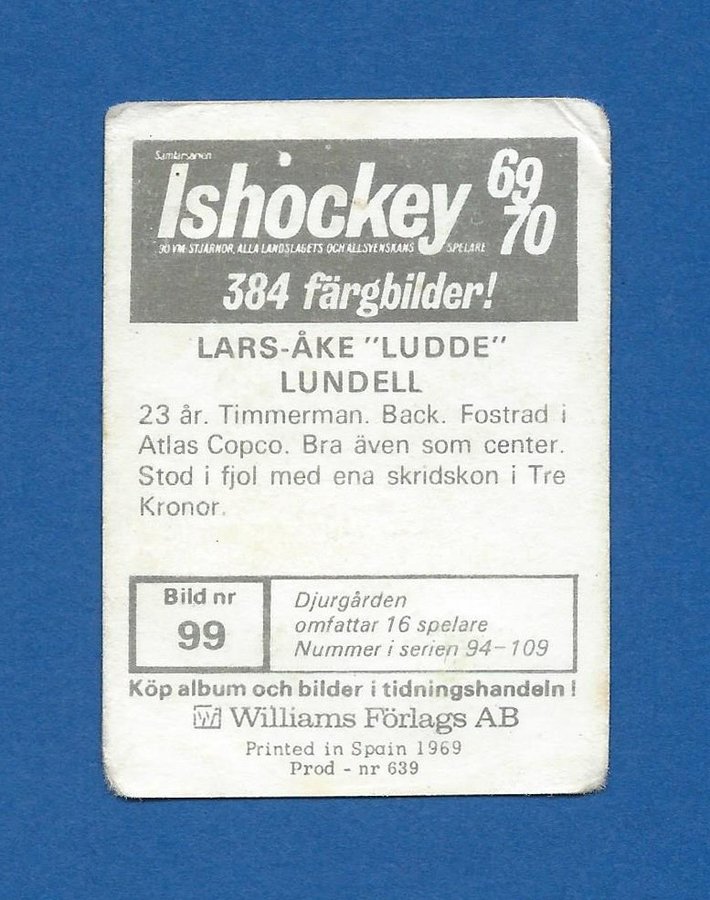 Samlarserien
Ishockey 69 70
90 VM-STJÄRNOR, ALLA LANDSLAGETS OCH ALLSVENSKANS SPELARE
384 färgbilder!
LARS-ÅKE "LUDDE"
LUNDELL
23 år. Timmerman. Back. Fostrad i
Atlas Copco. Bra även som center.
Stod i fjol med ena skridskon i Tre
Kronor.
Bild nr
99
Djurgården
omfattar 16 spelare
Nummer i serien 94-109
Köp album och bilder i tidningshandeln!
W Williams Förlags AB
Printed in Spain 1969
Prod - nr 639